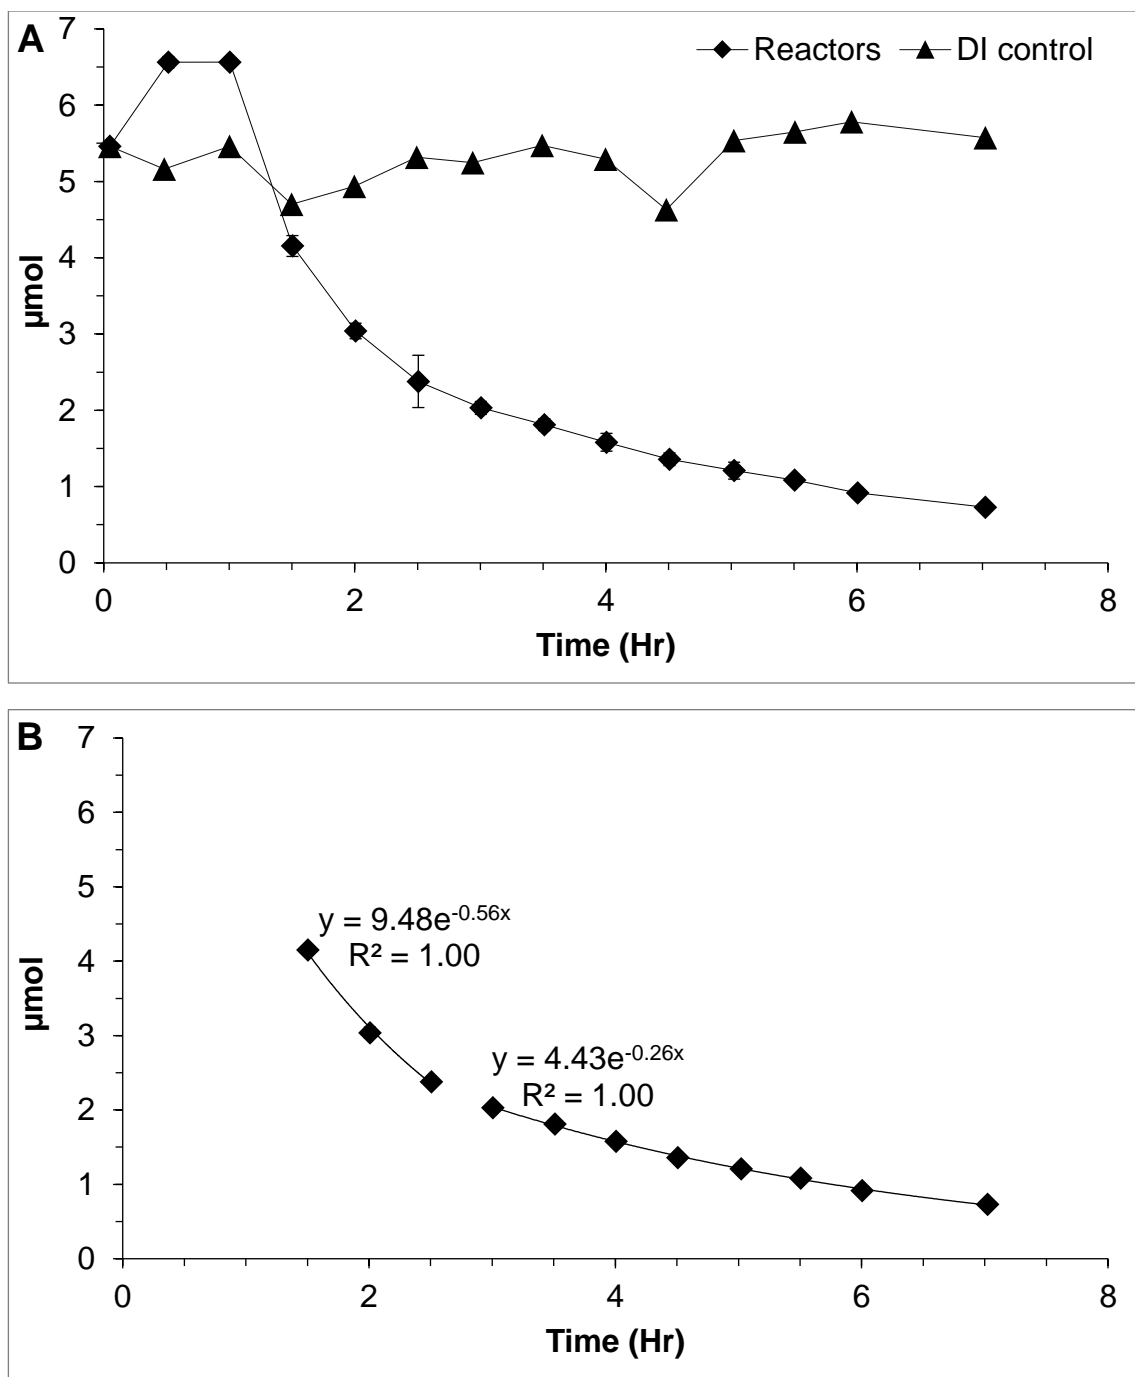 A
Reactors
DI control
7
6
5
4
3
2
1
0
µmol
0 2 4 6 8
Time (Hr)
B
7
6
5
4
3
2
1
0
µmol
y = 9.48e^-0.56x
R² = 1.00
y = 4.43e^-0.26x
R² = 1.00
0 2 4 6 8
Time (Hr)